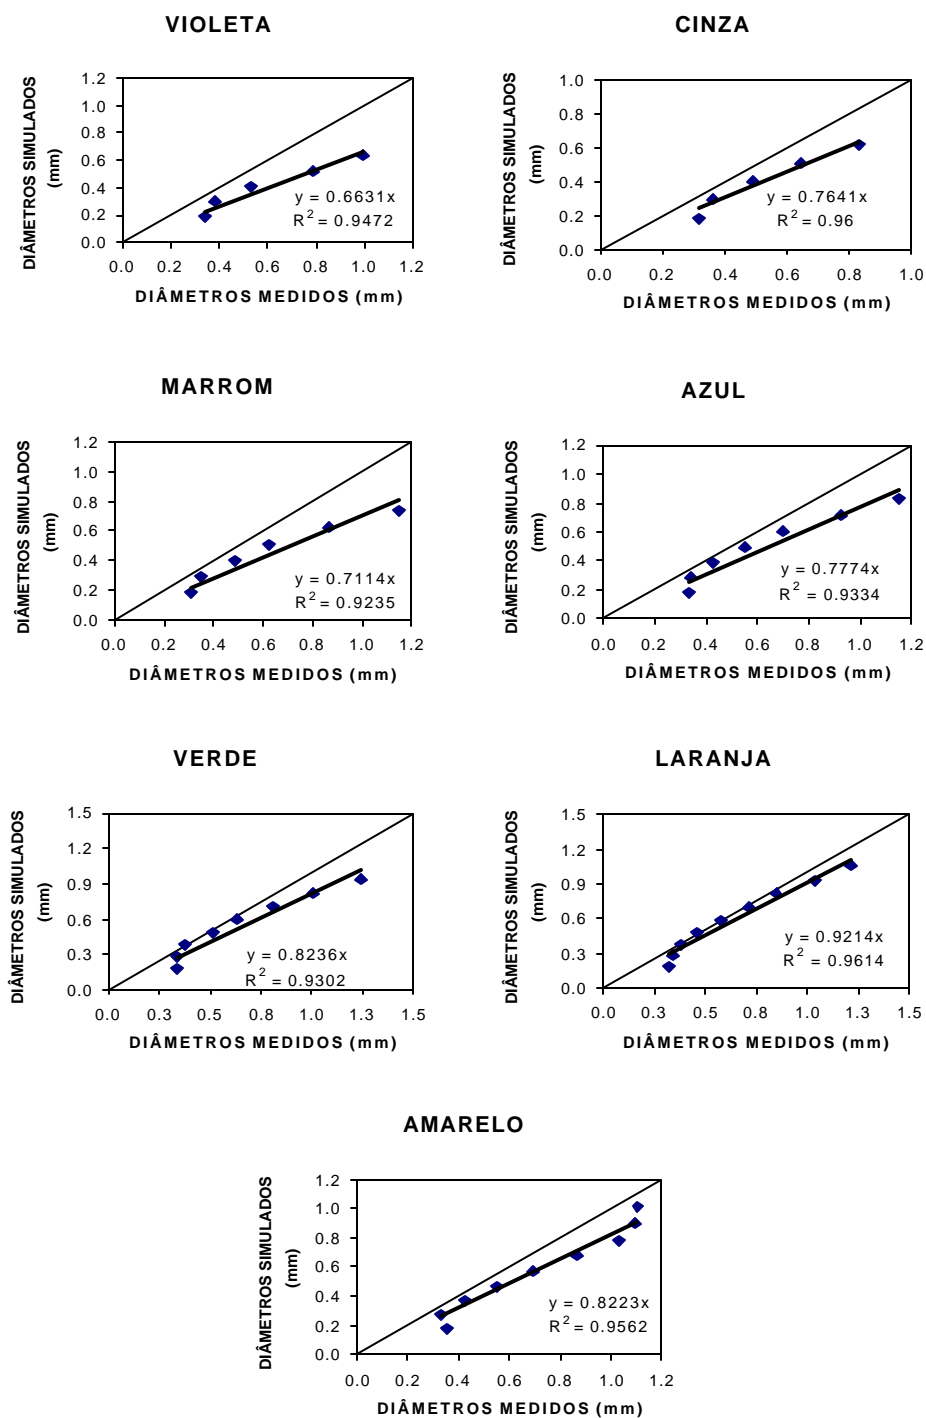 VIOLETA
DIÂMETROS SIMULADOS
(mm)
1.2
1.0
0.8
0.6
0.4
0.2
0.0
y = 0.6631x
R² = 0.9472
0.0 0.2 0.4 0.6 0.8 1.0 1.2
DIÂMETROS MEDIDOS (mm)
CINZA
DIÂMETROS SIMULADOS
(mm)
1.0
0.8
0.6
0.4
0.2
0.0
y = 0.7641x
R² = 0.96
0.0 0.2 0.4 0.6 0.8 1.0
DIÂMETROS MEDIDOS (mm)
MARROM
DIÂMETROS SIMULADOS
(mm)
1.2
1.0
0.8
0.6
0.4
0.2
0.0
y = 0.7114x
R² = 0.9235
0.0 0.2 0.4 0.6 0.8 1.0 1.2
DIÂMETROS MEDIDOS (mm)
AZUL
DIÂMETROS SIMULADOS
(mm)
1.2
1.0
0.8
0.6
0.4
0.2
0.0
y = 0.7774x
R² = 0.9334
0.0 0.2 0.4 0.6 0.8 1.0 1.2
DIÂMETROS MEDIDOS (mm)
VERDE
DIÂMETROS SIMULADOS
(mm)
1.5
1.2
0.9
0.6
0.3
0.0
y = 0.8236x
R² = 0.9302
0.0 0.3 0.5 0.8 1.0 1.3 1.5
DIÂMETROS MEDIDOS (mm)
LARANJA
DIÂMETROS SIMULADOS
(mm)
1.5
1.2
0.9
0.6
0.3
0.0
y = 0.9214x
R² = 0.9614
0.0 0.3 0.5 0.8 1.0 1.3 1.5
DIÂMETROS MEDIDOS (mm)
AMARELO
DIÂMETROS SIMULADOS
(mm)
1.2
1.0
0.8
0.6
0.4
0.2
0.0
y = 0.8223x
R² = 0.9562
0.0 0.2 0.4 0.6 0.8 1.0 1.2
DIÂMETROS MEDIDOS (mm)